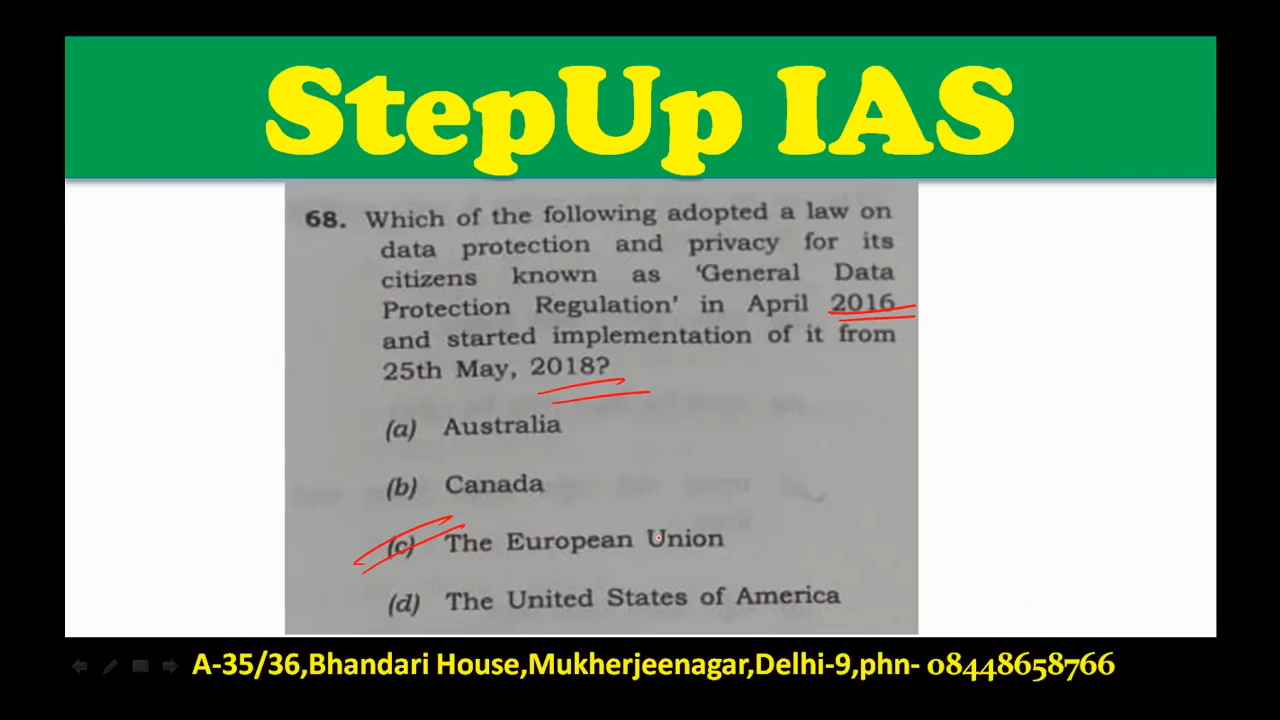 StepUp IAS
68. Which of the following adopted a law on
data protection and privacy for its
citizens known as 'General Data
Protection Regulation' in April 2016
and started implementation of it from
25th May, 2018?
(a) Australia
(b) Canada
(c) The European Union
(d) The United States of America
A-35/36,Bhandari House,Mukherjeenagar,Delhi-9,phn- 08448658766